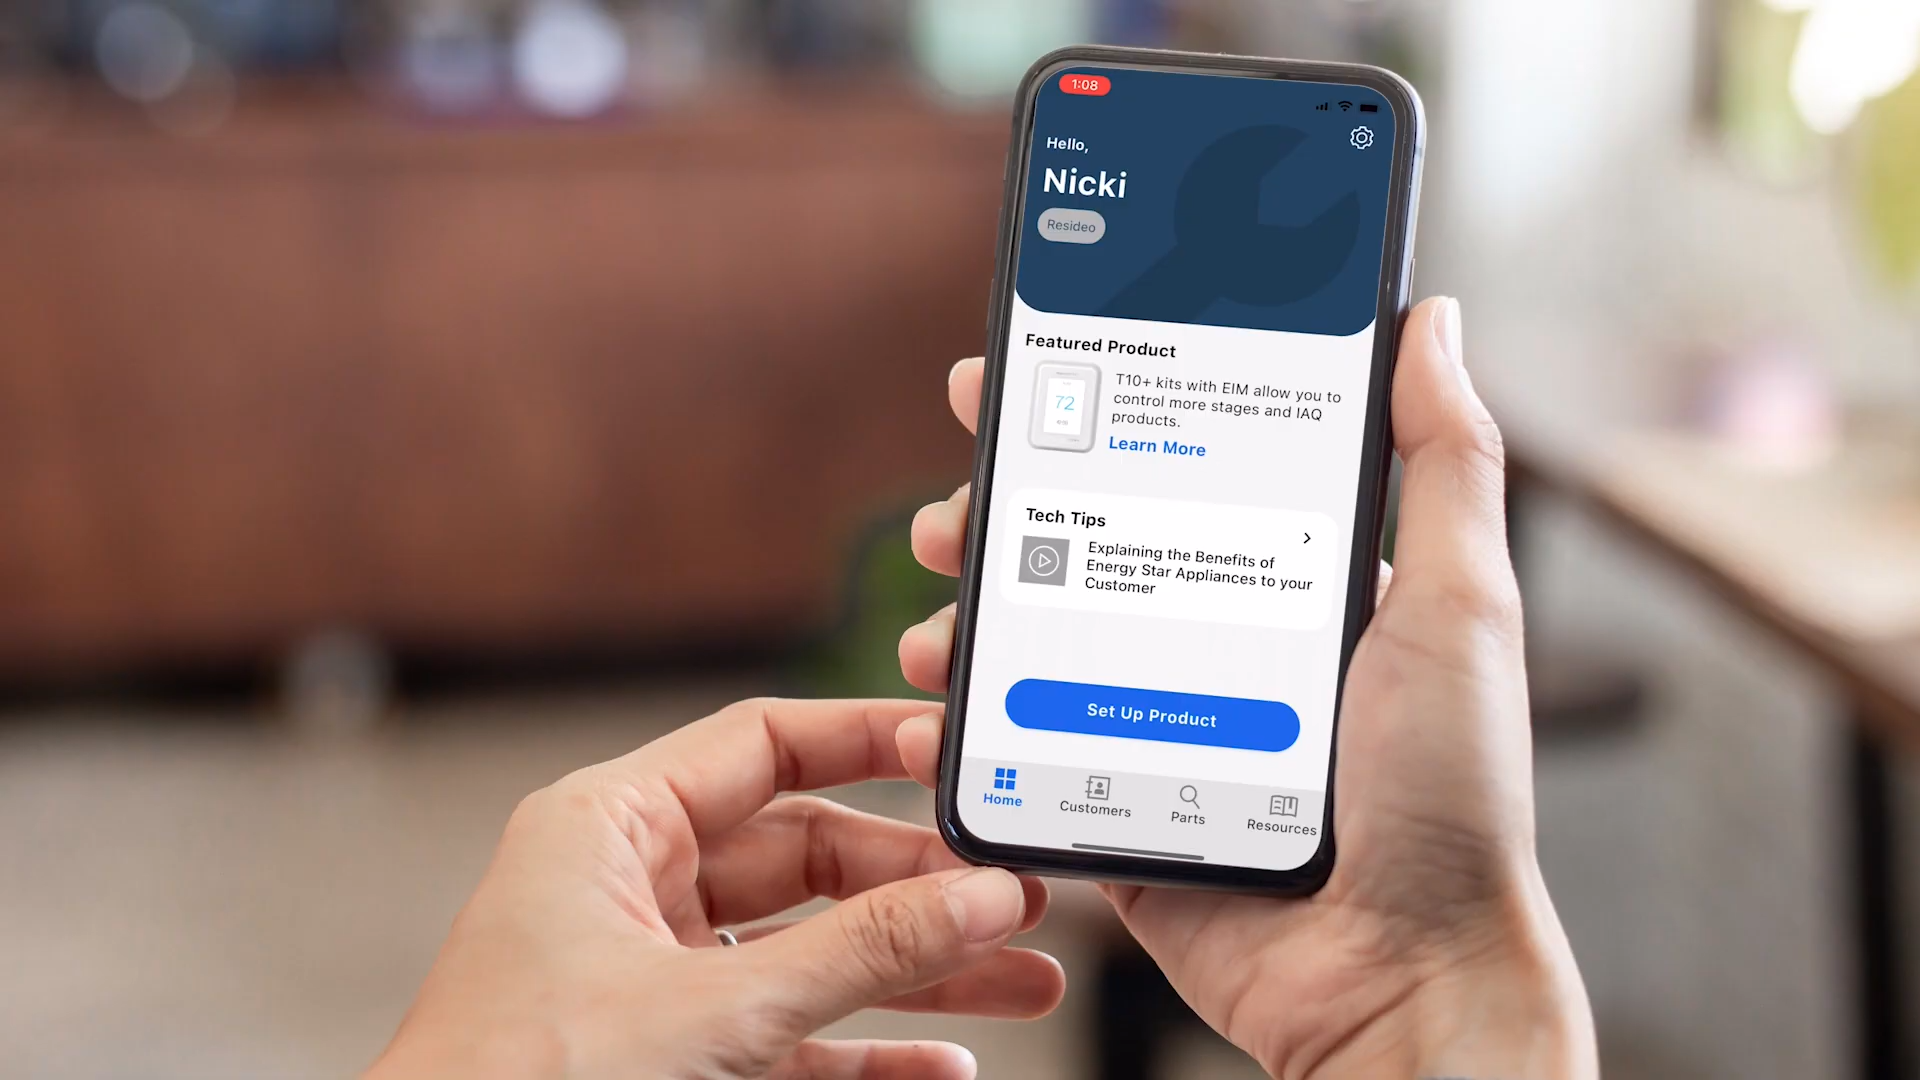 1:08
Hello,
Nicki
Resideo
Featured Product
72
T10+ kits with EIM allow you to
control more stages and IAQ
products.
Learn More
Tech Tips
Explaining the Benefits of
Energy Star Appliances to your
Customer
Set Up Product
Home
Customers
Parts
Resources